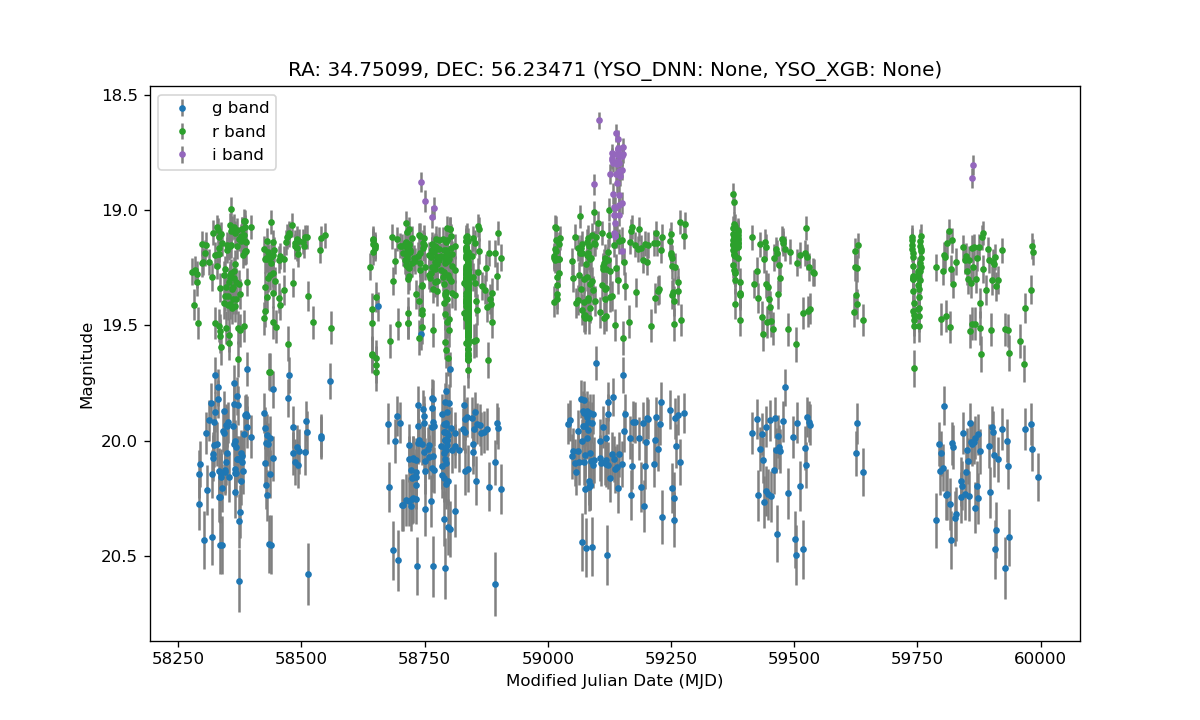 RA: 34.75099, DEC: 56.23471 (YSO_DNN: None, YSO_XGB: None)
g band
r band
i band
18.5
19.0
19.5
20.0
20.5
Magnitude
58250 58500 58750 59000 59250 59500 59750 60000
Modified Julian Date (MJD)